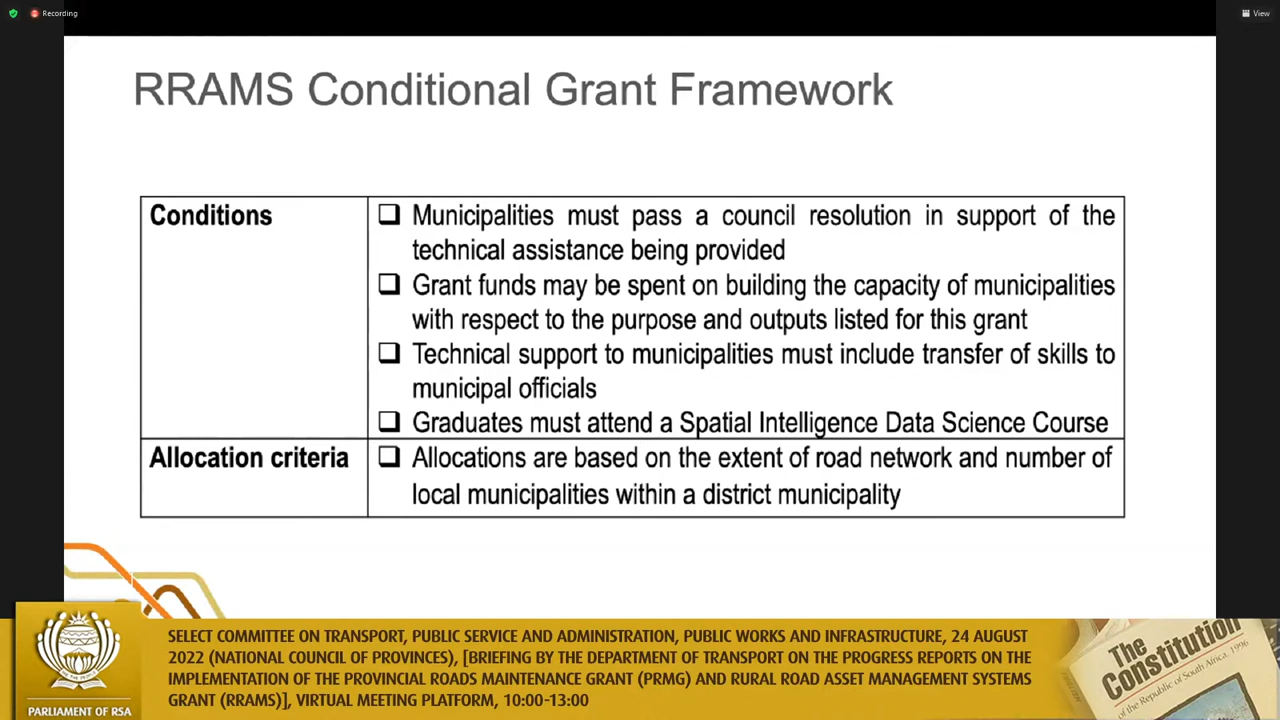 Recording
View
RRAMS Conditional Grant Framework
Conditions
❑ Municipalities must pass a council resolution in support of the
technical assistance being provided
❑ Grant funds may be spent on building the capacity of municipalities
with respect to the purpose and outputs listed for this grant
❑ Technical support to municipalities must include transfer of skills to
municipal officials
❑ Graduates must attend a Spatial Intelligence Data Science Course
Allocation criteria
❑ Allocations are based on the extent of road network and number of
local municipalities within a district municipality
SELECT COMMITTEE ON TRANSPORT, PUBLIC SERVICE AND ADMINISTRATION, PUBLIC WORKS AND INFRASTRUCTURE, 24 AUGUST
2022 (NATIONAL COUNCIL OF PROVINCES), [BRIEFING BY THE DEPARTMENT OF TRANSPORT ON THE PROGRESS REPORTS ON THE
IMPLEMENTATION OF THE PROVINCIAL ROADS MAINTENANCE GRANT (PRMG) AND RURAL ROAD ASSET MANAGEMENT SYSTEMS
GRANT (RRAMS)], VIRTUAL MEETING PLATFORM, 10:00-13:00
PARLIAMENT OF RSA
The
Constitution
of the Republic of South Africa, 1996